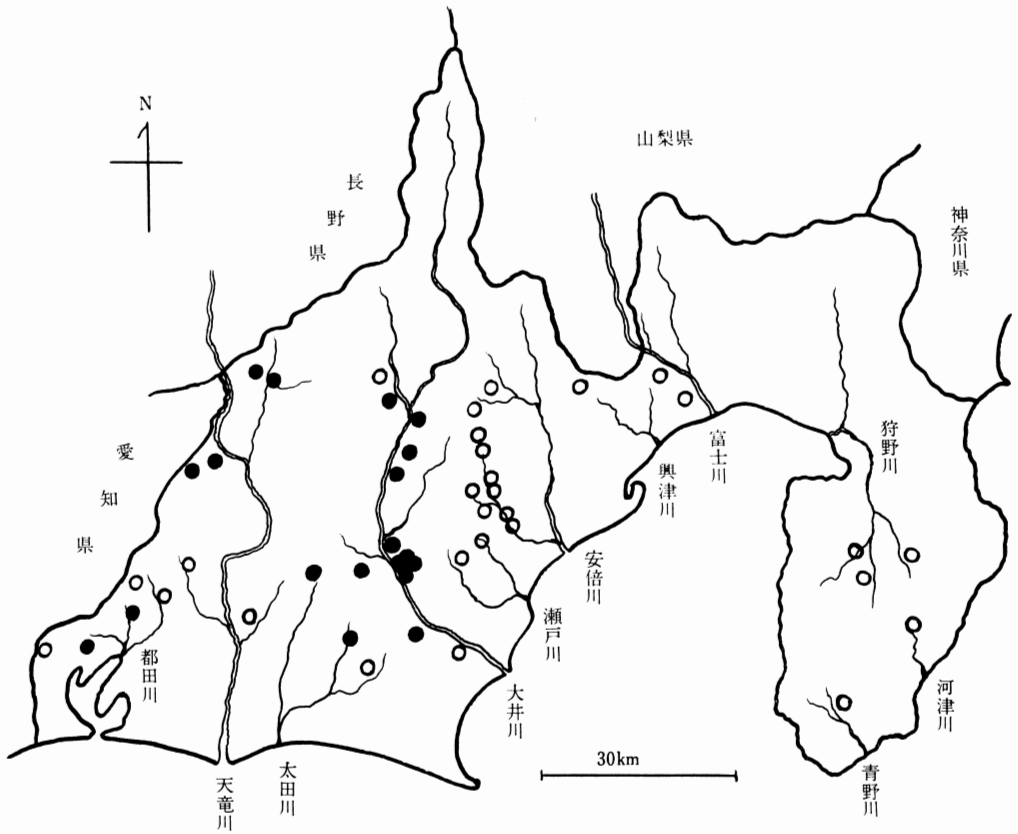 N
山梨県
長野県
神奈川県
愛知県
狩野川
富士川
興津川
安倍川
瀬戸川
都田川
大井川
河津川
30km
太田川
天竜川
青野川